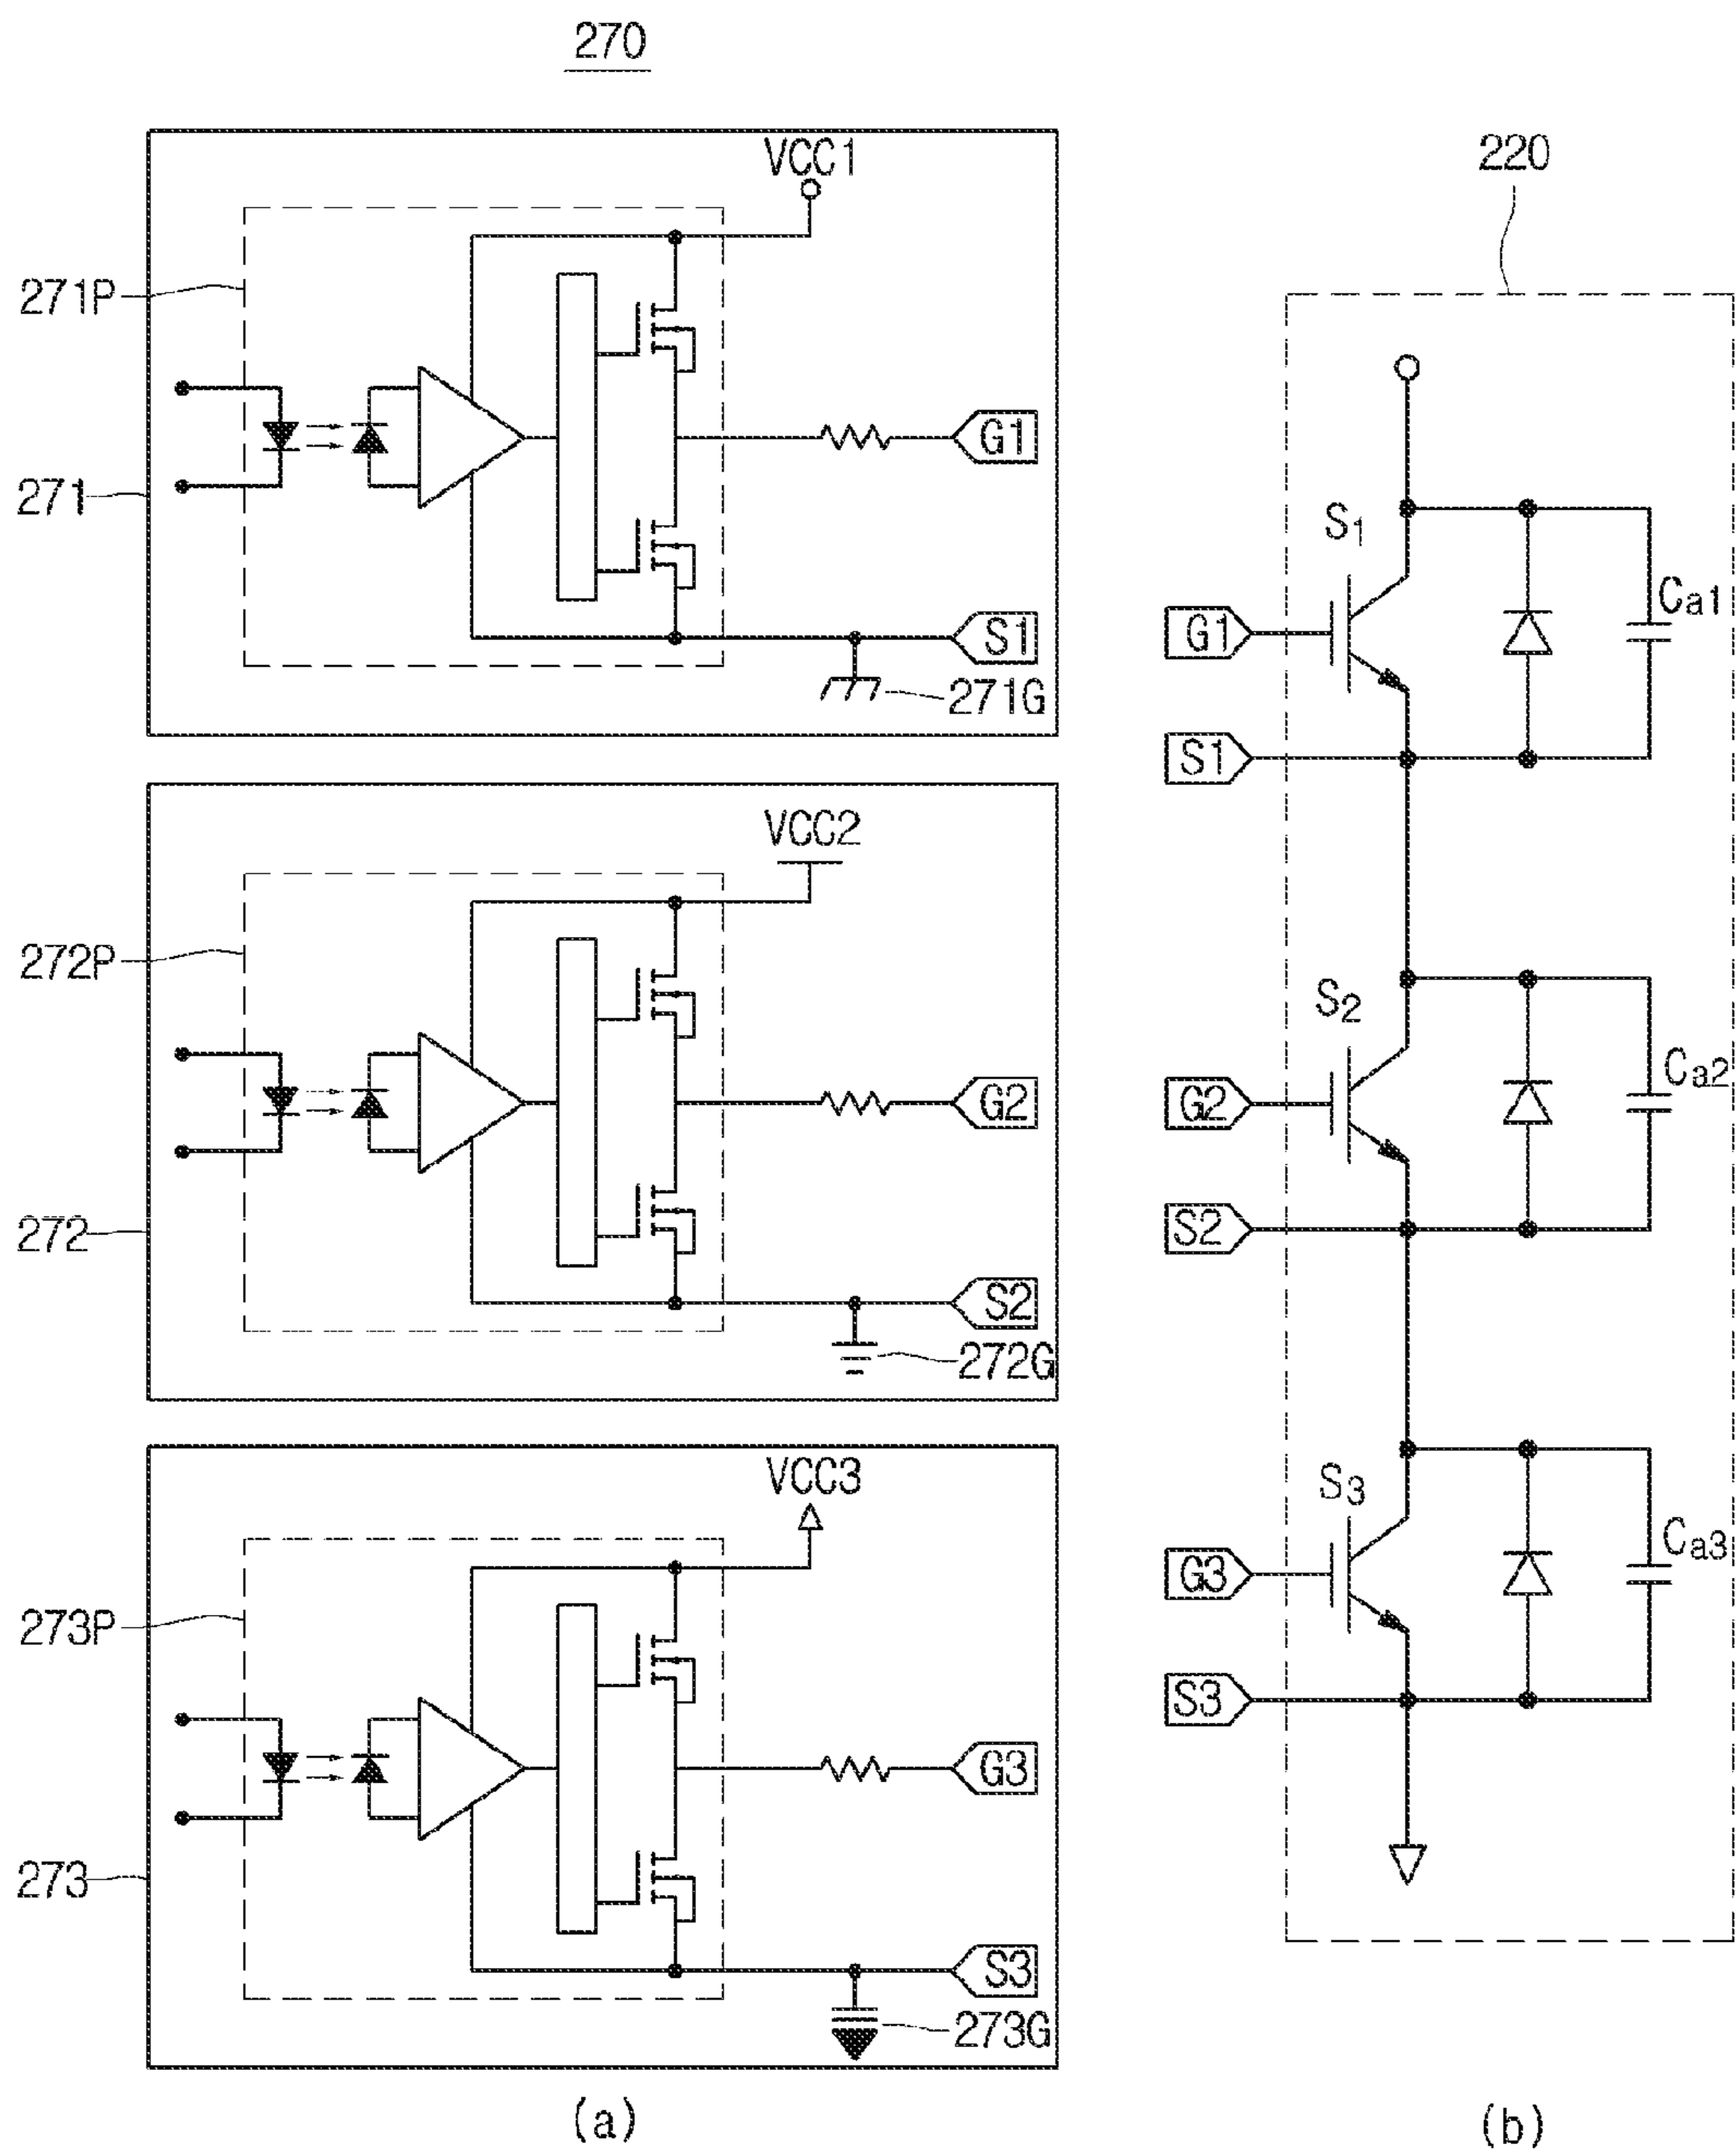 270
VCC1
271P
G1
271
S1
271G
VCC2
272P
G2
272
S2
272G
VCC3
273P
G3
273
S3
273G
(a)
220
S1
Ca1
G1
S1
S2
Ca2
G2
S2
S3
Ca3
G3
S3
(b)